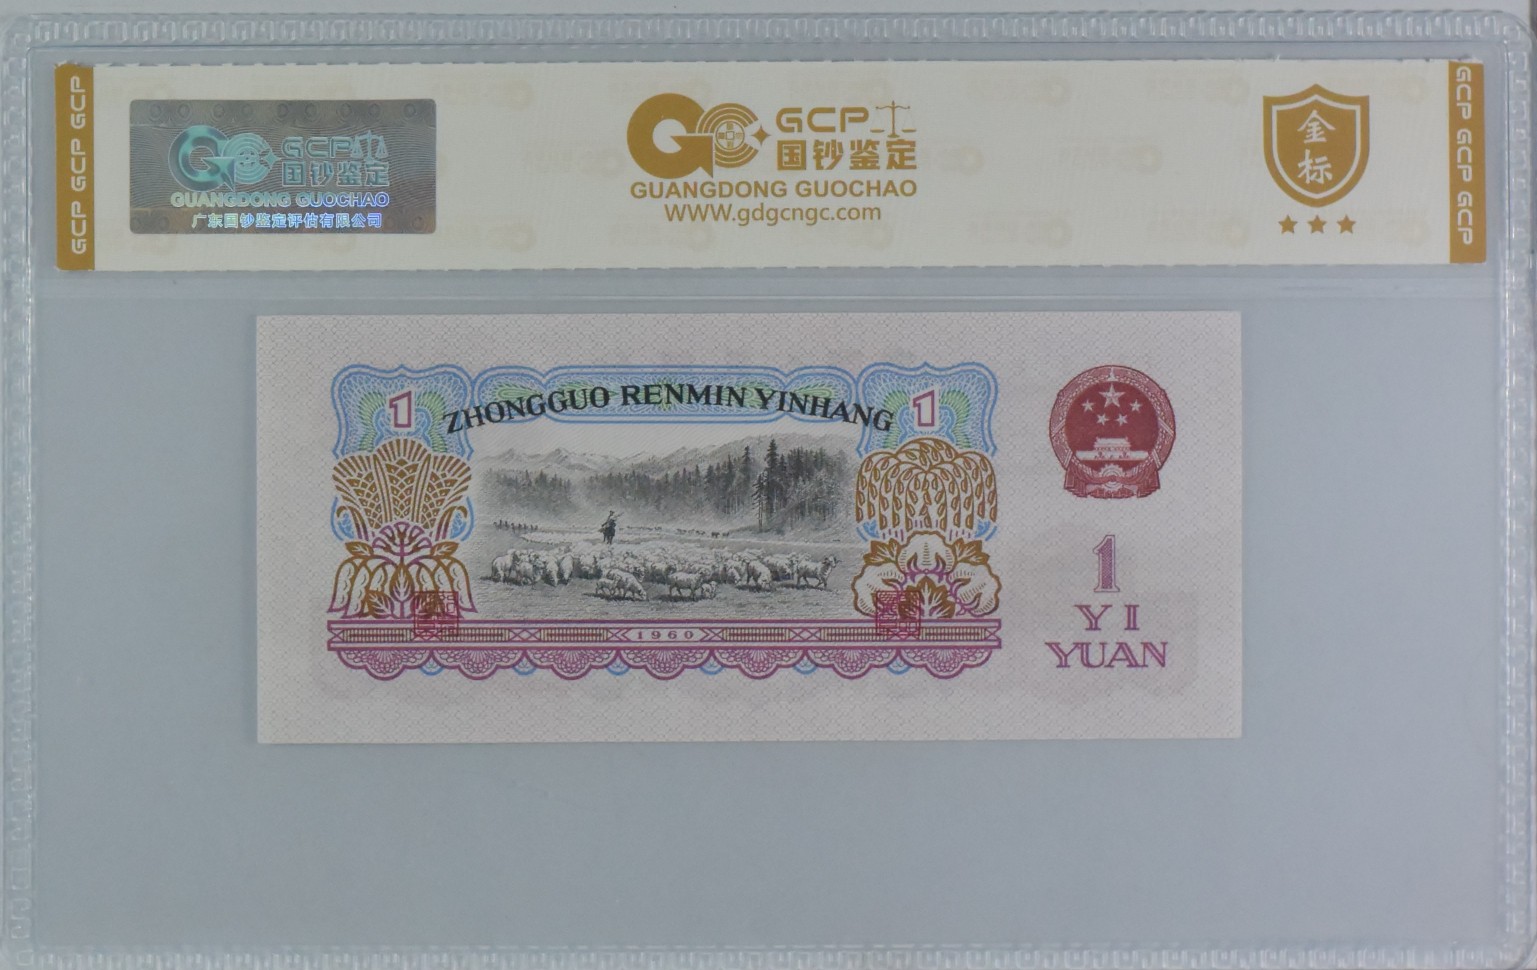 GCP GCP GCP
GCP
国钞鉴定
GUANGDONG GUOCHAO
广东国钞鉴定评估有限公司
GCP
国钞鉴定
GUANGDONG GUOCHAO
WWW.gdgcngc.com
金
标
GCP GCP GCP
1
ZHONGGUO RENMIN YINHANG
1
1960
1
YI
YUAN